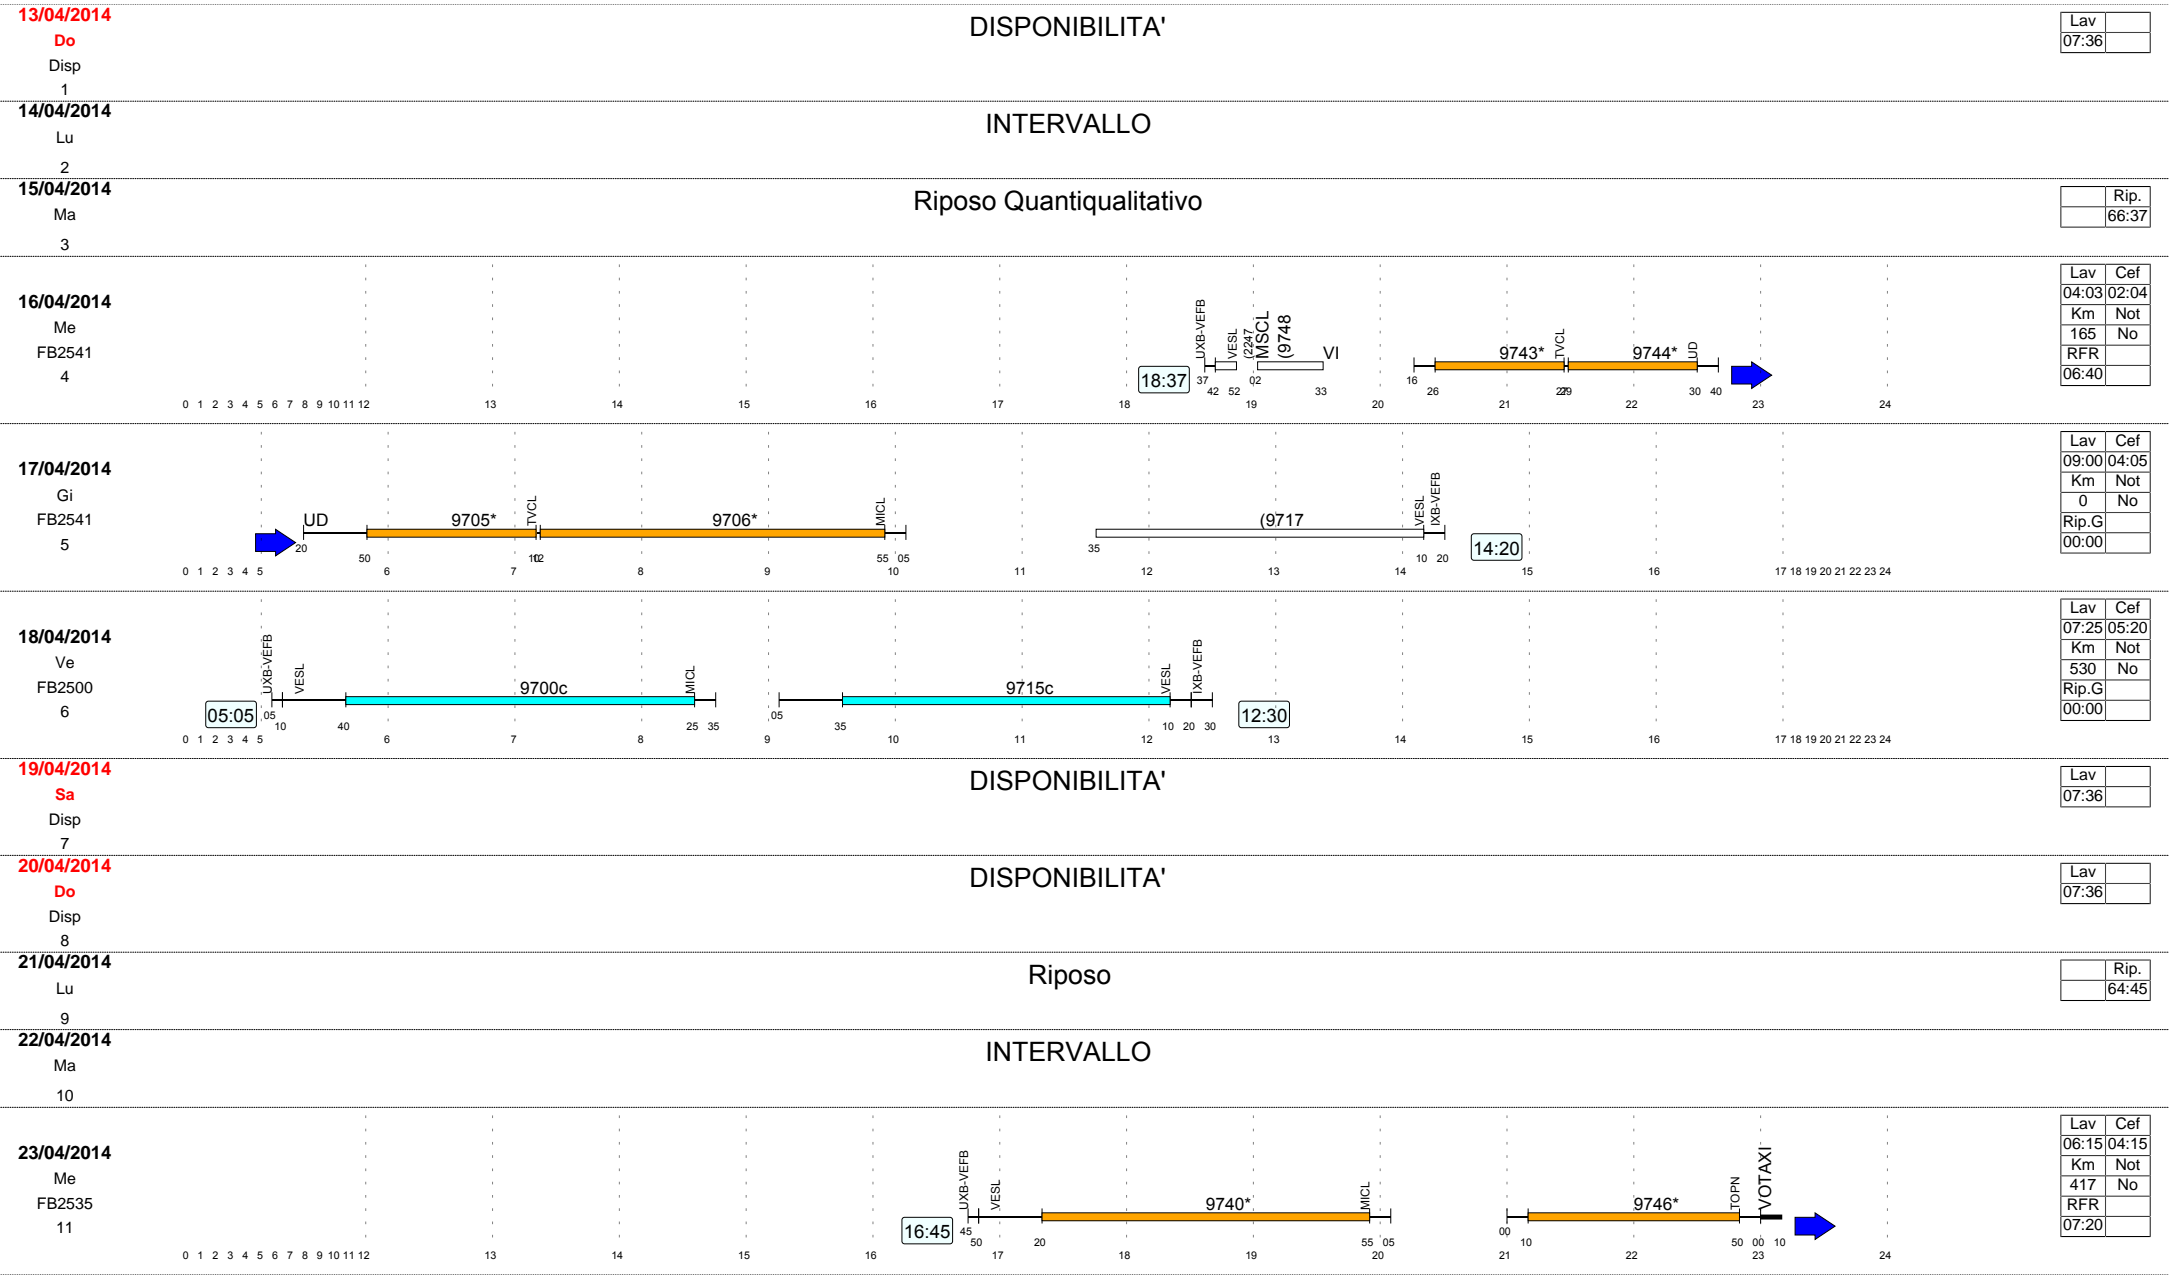 13/04/2014
Do
Disp
1
DISPONIBILITA'
Lav
07:36
14/04/2014
Lu
2
INTERVALLO
15/04/2014
Ma
3
Riposo Quantiqualitativo
Rip.
66:37
16/04/2014
Me
FB2541
4
18:37
UXB-VEFB
VESL
(2247
MSCL
(9748
VI
9743*
TVCL
9744*
UD
37 42 52 02 33 16 26 27 29 30 40
0 1 2 3 4 5 6 7 8 9 10 11 12 13 14 15 16 17 18 19 20 21 22 23 24
Lav Cef
04:03 02:04
Km Not
165 No
RFR
06:40
17/04/2014
Gi
FB2541
5
UD
9705*
TVCL
9706*
MICL
(9717
VESL
IXB-VEFB
14:20
20 50 10 12 55 05 35 10 20
0 1 2 3 4 5 6 7 8 9 10 11 12 13 14 15 16 17 18 19 20 21 22 23 24
Lav Cef
09:00 04:05
Km Not
0 No
Rip.G
00:00
18/04/2014
Ve
FB2500
6
05:05
UXB-VEFB
VESL
9700c
MICL
9715c
VESL
IXB-VEFB
12:30
05 10 40 25 35 05 35 10 20 30
0 1 2 3 4 5 6 7 8 9 10 11 12 13 14 15 16 17 18 19 20 21 22 23 24
Lav Cef
07:25 05:20
Km Not
530 No
Rip.G
00:00
19/04/2014
Sa
Disp
7
DISPONIBILITA'
Lav
07:36
20/04/2014
Do
Disp
8
DISPONIBILITA'
Lav
07:36
21/04/2014
Lu
9
Riposo
Rip.
64:45
22/04/2014
Ma
10
INTERVALLO
23/04/2014
Me
FB2535
11
16:45
UXB-VEFB
VESL
9740*
MICL
9746*
TOPN
VOTAXI
45 50 20 55 05 00 10 50 00 10
0 1 2 3 4 5 6 7 8 9 10 11 12 13 14 15 16 17 18 19 20 21 22 23 24
Lav Cef
06:15 04:15
Km Not
417 No
RFR
07:20